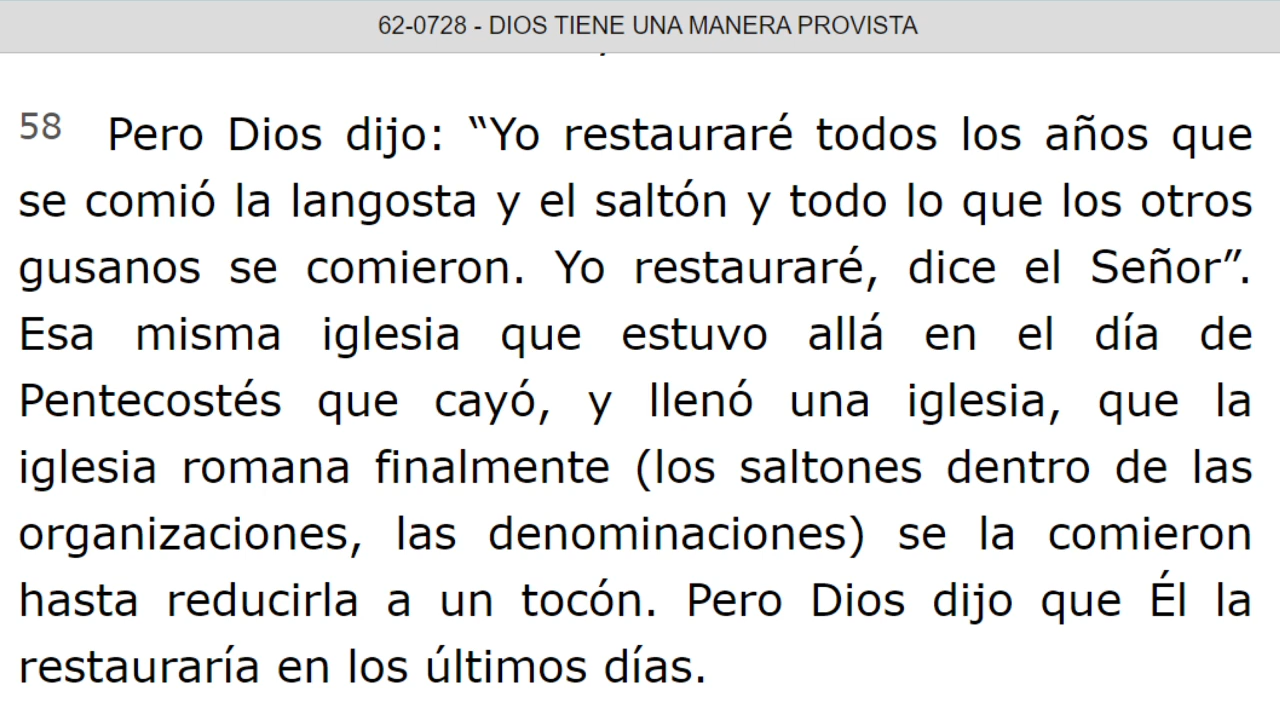 62-0728 - DIOS TIENE UNA MANERA PROVISTA
58 Pero Dios dijo: “Yo restauraré todos los años que
se comió la langosta y el saltón y todo lo que los otros
gusanos se comieron. Yo restauraré, dice el Señor”.
Esa misma iglesia que estuvo allá en el día de
Pentecostés que cayó, y llenó una iglesia, que la
iglesia romana finalmente (los saltones dentro de las
organizaciones, las denominaciones) se la comieron
hasta reducirla a un tocón. Pero Dios dijo que Él la
restauraría en los últimos días.